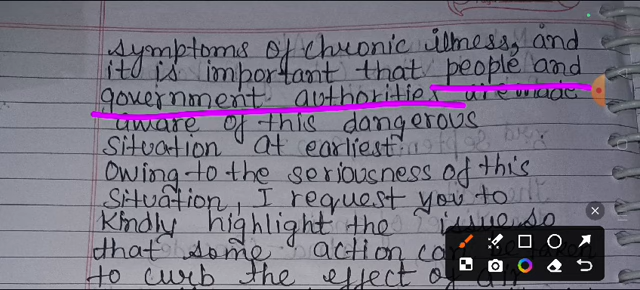 symptoms of chronic illness, and
it is important that people and
government authorities are made
aware of this dangerous
situation at earliest.
Owing to the seriousness of this
situation, I request you to
kindly highlight the issue so
that some action can
to curb the effect of air